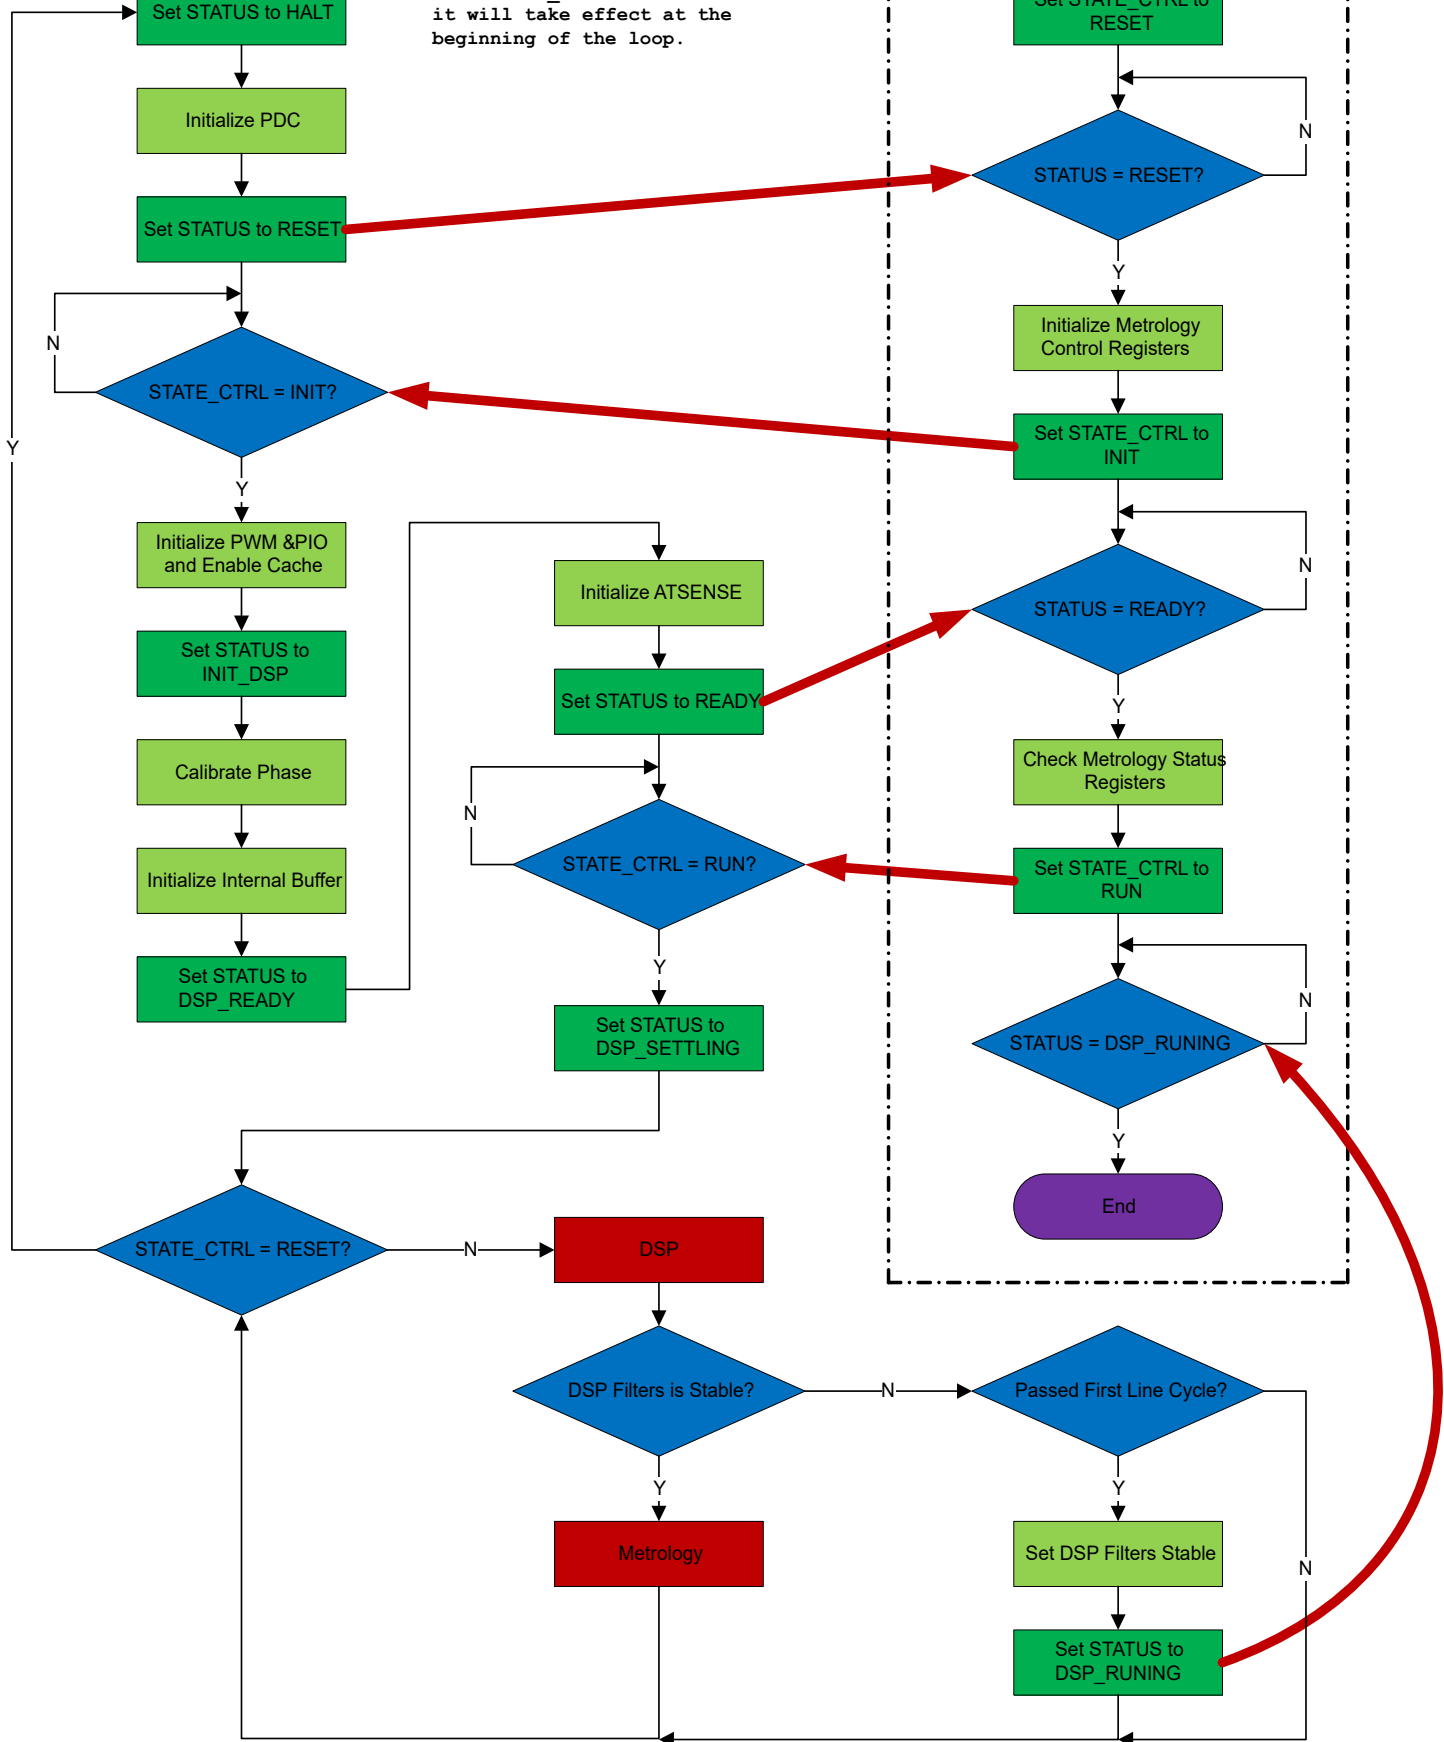 Set STATUS to HALT
it will take effect at the
beginning of the loop.
Initialize PDC
Set STATUS to RESET
N
STATE_CTRL = INIT?
Y
Y
Initialize PWM &PIO
and Enable Cache
Set STATUS to
INIT_DSP
Calibrate Phase
Initialize Internal Buffer
Set STATUS to
DSP_READY
Initialize ATSENSE
Set STATUS to READY
N
STATE_CTRL = RUN?
Y
Set STATUS to
DSP_SETTLING
Set STATE_CTRL to
RESET
N
STATUS = RESET?
Y
Initialize Metrology
Control Registers
Set STATE_CTRL to
INIT
N
STATUS = READY?
Y
Check Metrology Status
Registers
Set STATE_CTRL to
RUN
N
STATUS = DSP_RUNING
Y
End
STATE_CTRL = RESET?
N
DSP
DSP Filters is Stable?
N
Passed First Line Cycle?
Y
Metrology
Y
Set DSP Filters Stable
N
Set STATUS to
DSP_RUNING